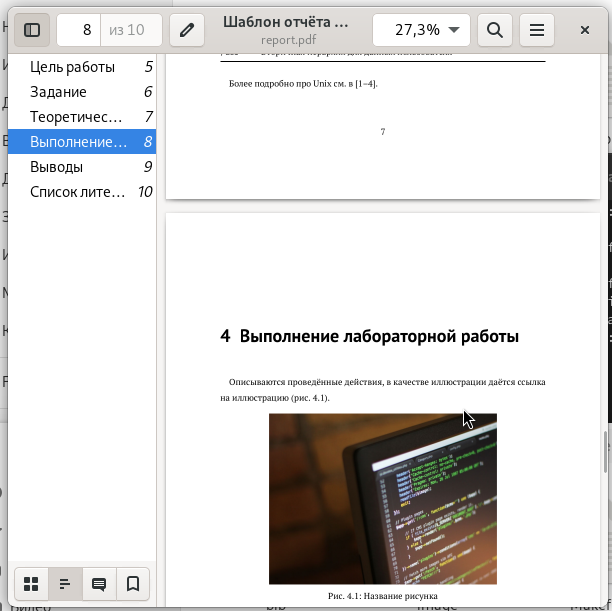 Шаблон отчёта ...
report.pdf
8
из 10
27,3%
Цель работы 5
Задание 6
Теоретичес... 7
Выполнение... 8
Выводы 9
Список лите... 10
Более подробно про Unix см. в [1–4].
7
4 Выполнение лабораторной работы
Описываются проведённые действия, в качестве иллюстрации даётся ссылка
на иллюстрацию (рис. 4.1).
Рис. 4.1: Название рисунка